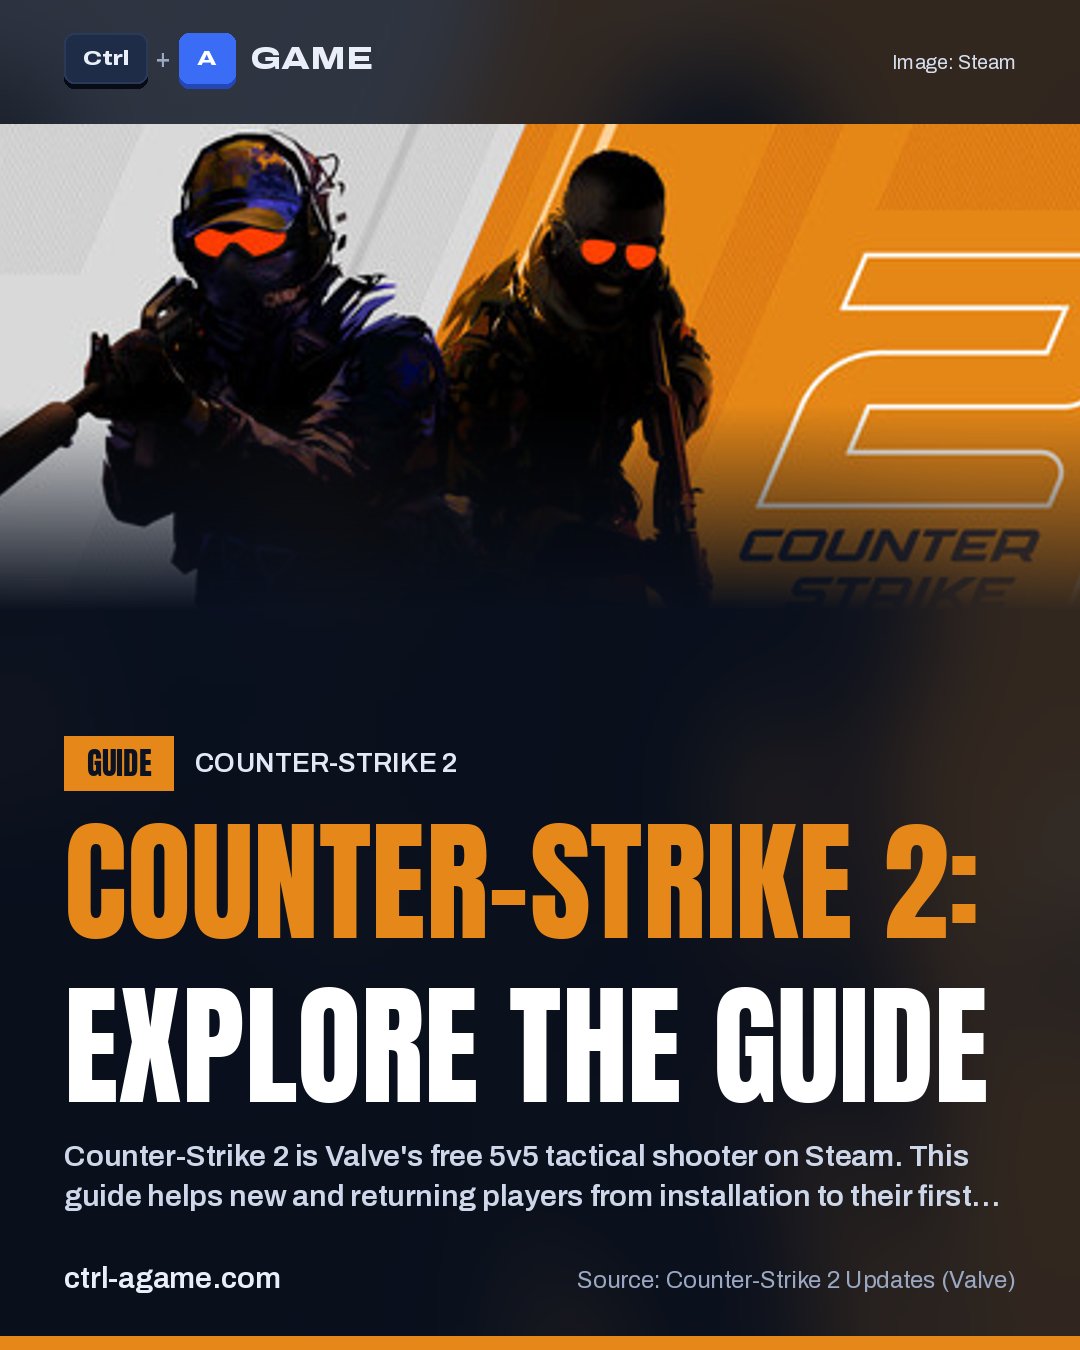 Ctrl + A GAME
Image: Steam
2
COUNTER
STRIKE
GUIDE COUNTER-STRIKE 2
COUNTER-STRIKE 2:
EXPLORE THE GUIDE
Counter-Strike 2 is Valve's free 5v5 tactical shooter on Steam. This
guide helps new and returning players from installation to their first...
ctrl-agame.com
Source: Counter-Strike 2 Updates (Valve)